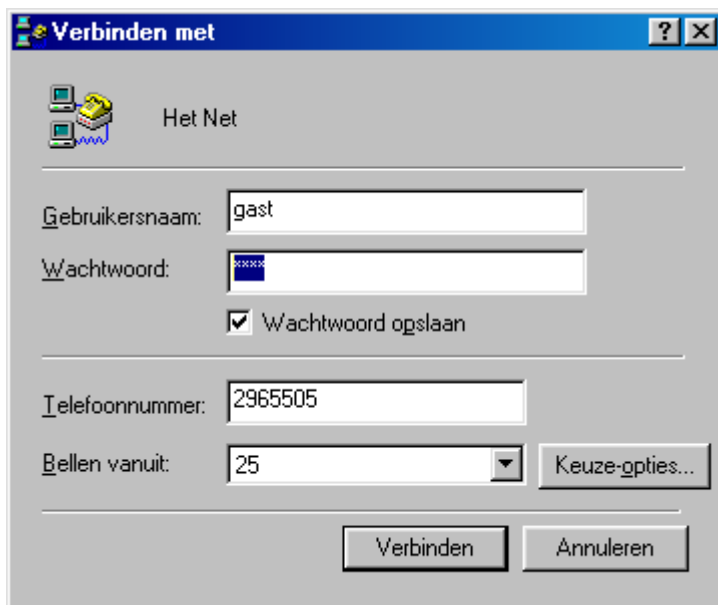 Verbinden met
Het Net
Gebruikersnaam: gast
Wachtwoord: ****
Wachtwoord opslaan
Telefoonnummer: 2965505
Bellen vanuit: 25 Keuze-opties...
Verbinden Annuleren